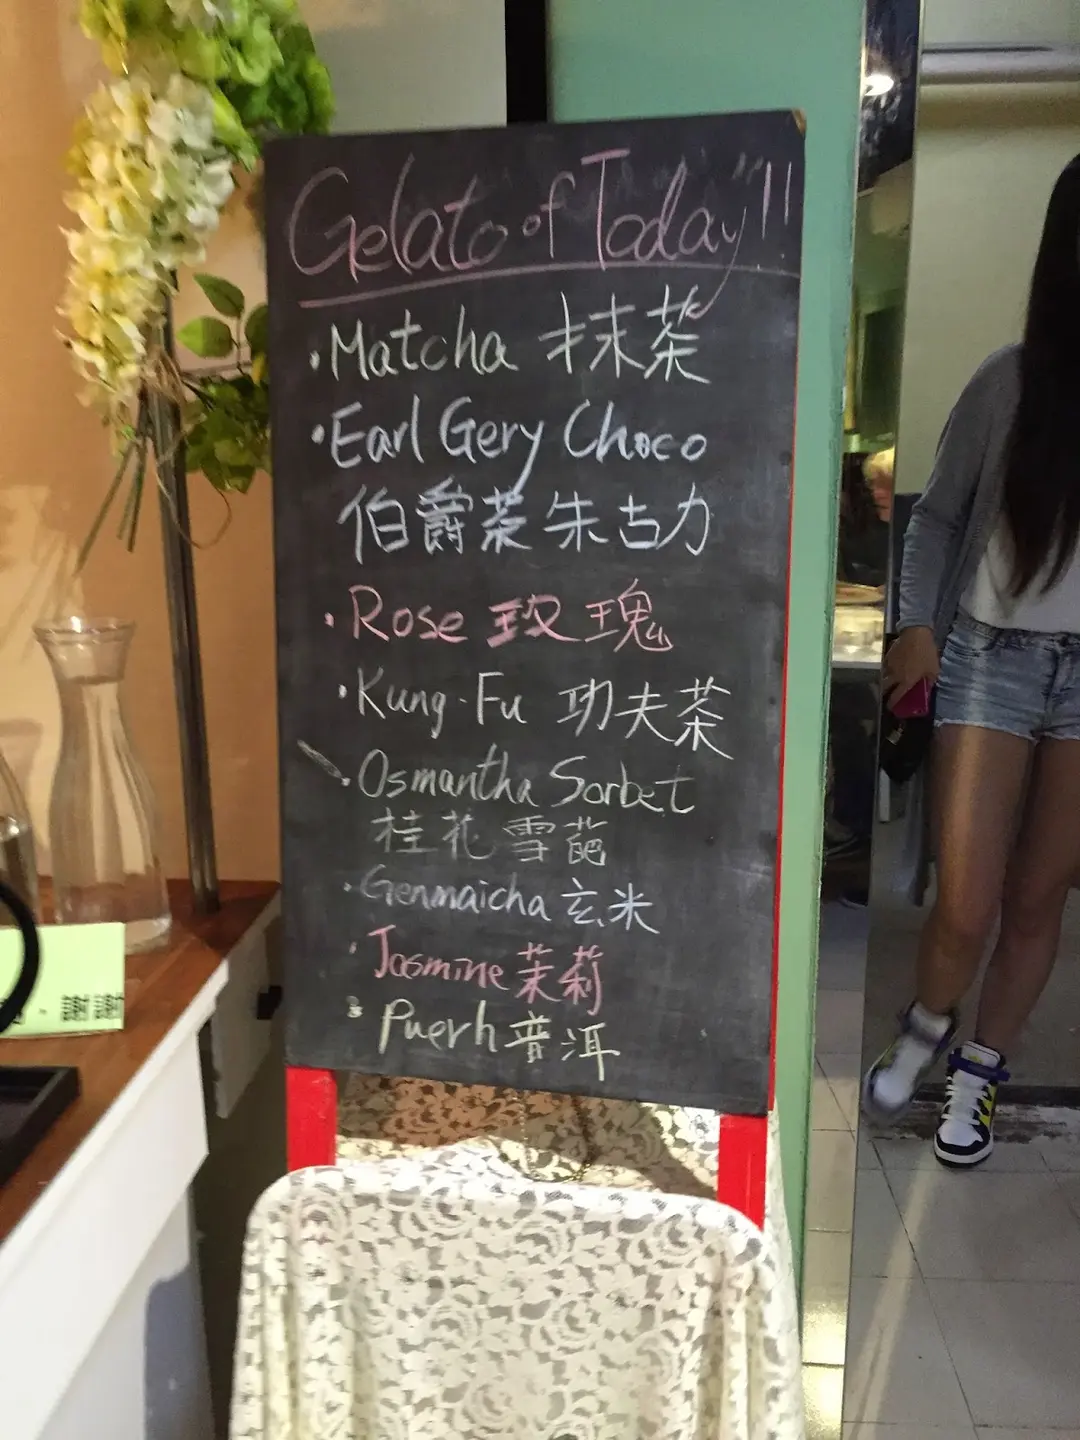 Gelato of Today!!
·Matcha 抹茶
·Earl Gery Choco
伯爵茶朱古力
·Rose 玫瑰
·Kung-Fu 功夫茶
·Osmantha Sorbet
桂花雪葩
·Genmaicha 玄米
·Jasmine 茉莉
·Puerh 普洱
謝謝